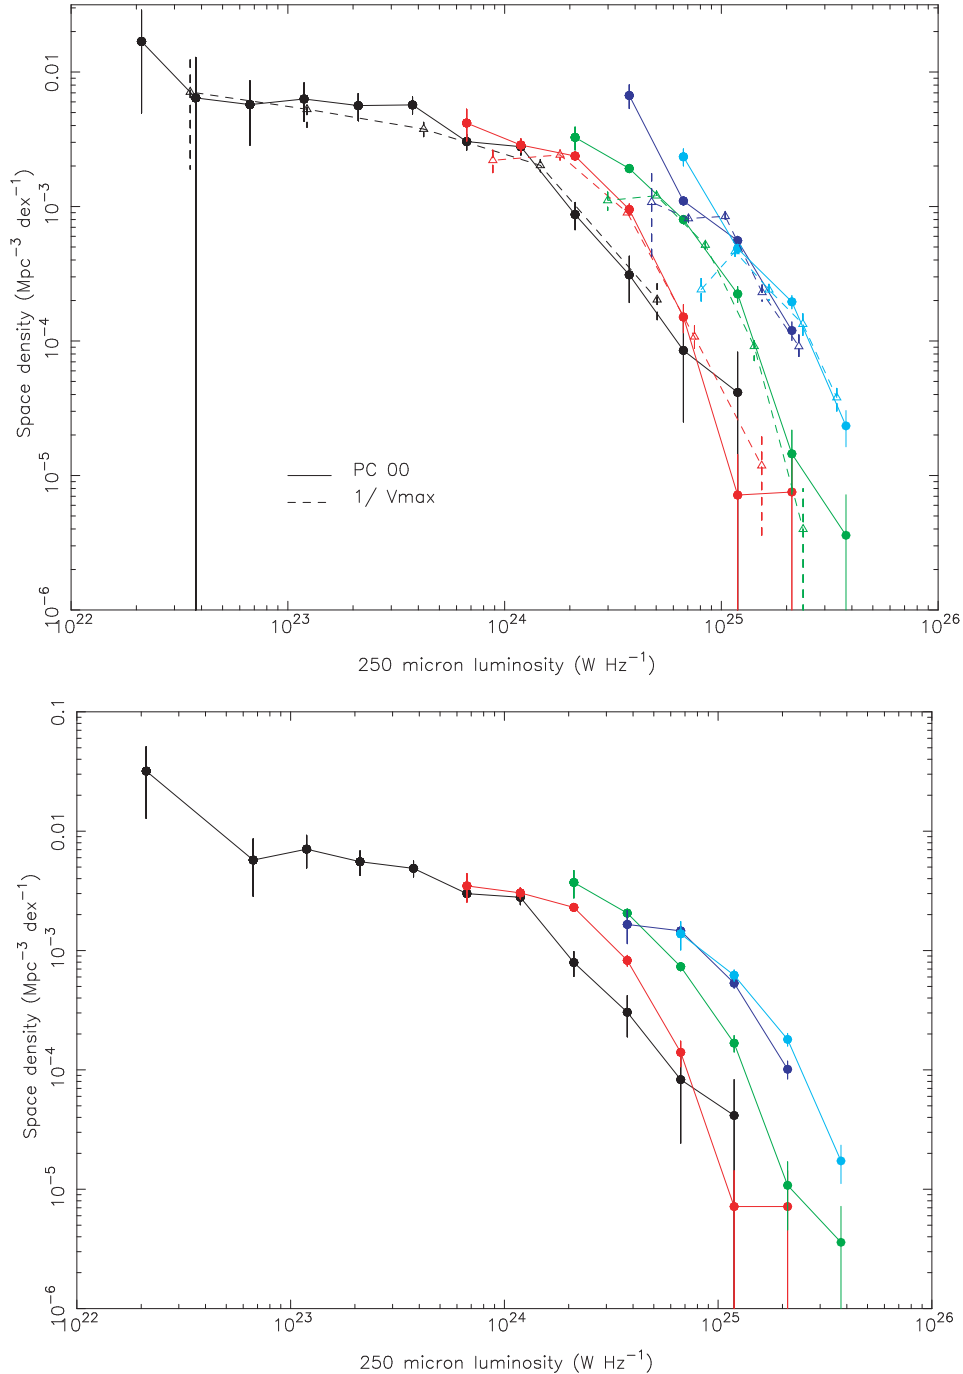 0.01
10⁻³
10⁻⁴
10⁻⁵
10⁻⁶
Space density (Mpc⁻³ dex⁻¹)
PC 00
1/ Vmax
10²² 10²³ 10²⁴ 10²⁵ 10²⁶
250 micron luminosity (W Hz⁻¹)
0.1
0.01
10⁻³
10⁻⁴
10⁻⁵
10⁻⁶
Space density (Mpc⁻³ dex⁻¹)
10²² 10²³ 10²⁴ 10²⁵ 10²⁶
250 micron luminosity (W Hz⁻¹)